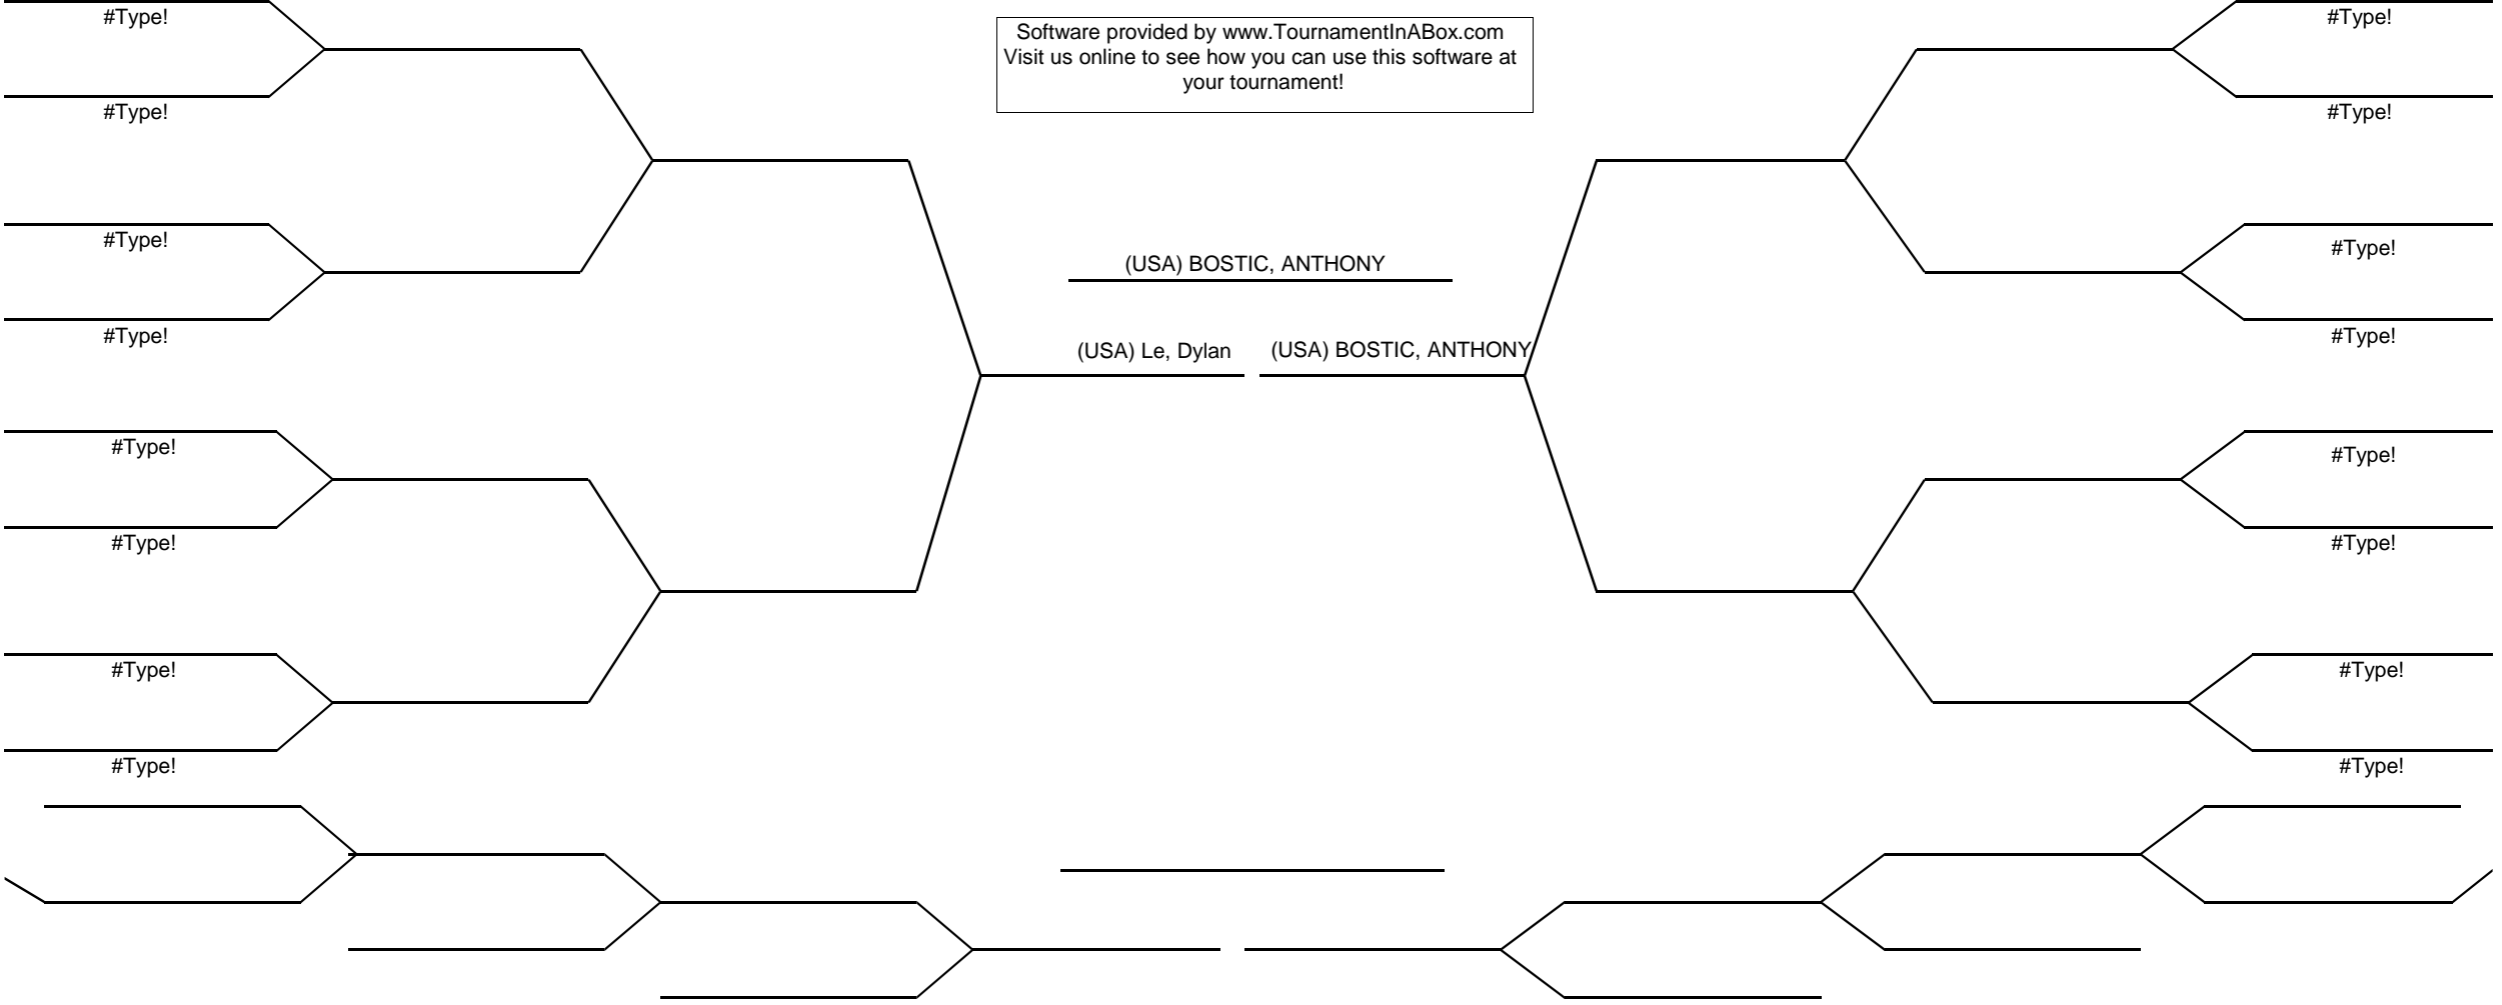 #Type!
#Type!
Software provided by www.TournamentInABox.com
Visit us online to see how you can use this software at
your tournament!
#Type!
#Type!
#Type!
#Type!
(USA) BOSTIC, ANTHONY
#Type!
#Type!
(USA) Le, Dylan
(USA) BOSTIC, ANTHONY
#Type!
#Type!
#Type!
#Type!
#Type!
#Type!
#Type!
#Type!